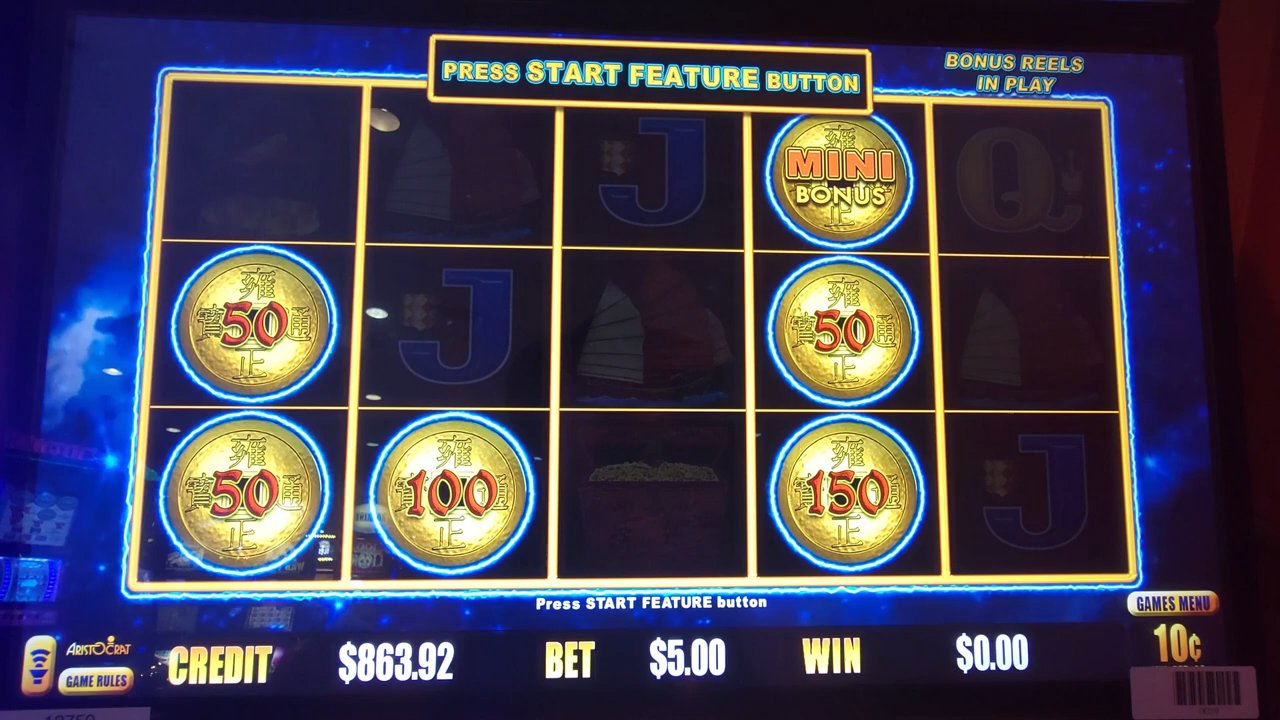 PRESS START FEATURE BUTTON
BONUS REELS
IN PLAY
J
MINI
BONUS
Q
50
J
50
50
100
150
J
Press START FEATURE button
GAMES MENU
ARISTOCRAT
GAME RULES
CREDIT $863.92 BET $5.00 WIN $0.00
10¢